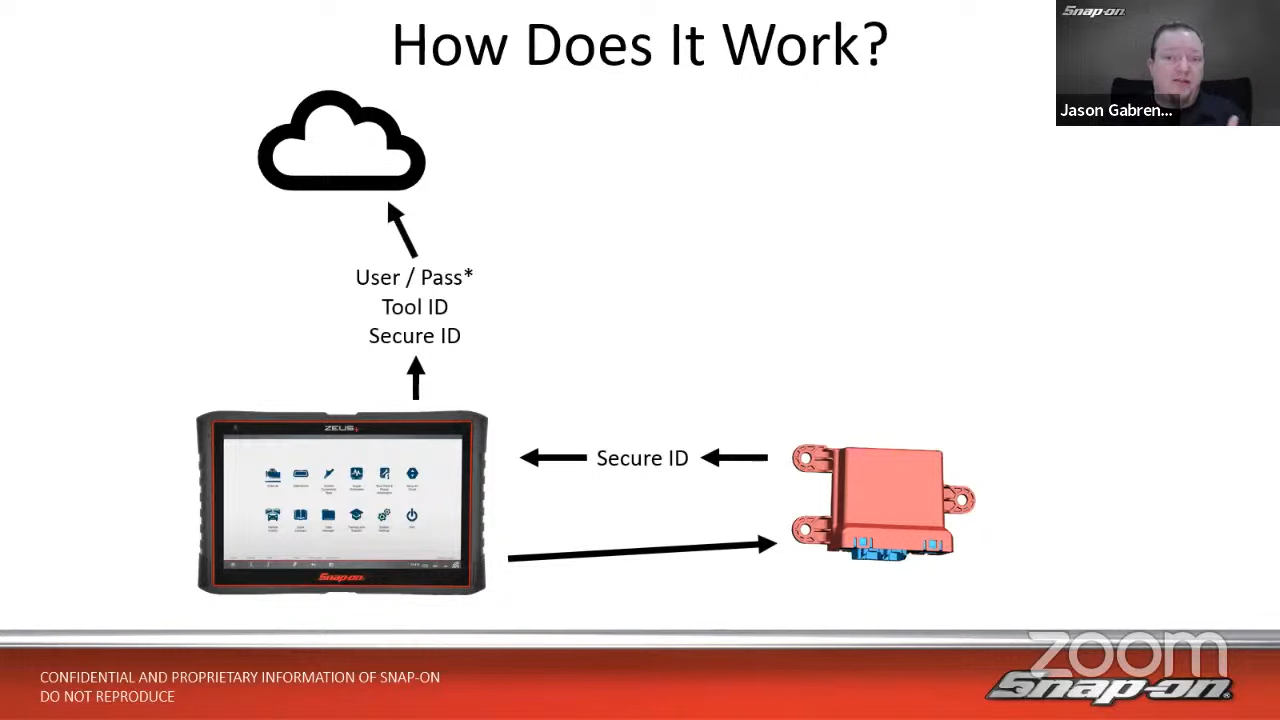 How Does It Work?
Snap-on
Jason Gabren...
User / Pass*
Tool ID
Secure ID
ZEUS+
Secure ID
Snap-on
CONFIDENTIAL AND PROPRIETARY INFORMATION OF SNAP-ON
DO NOT REPRODUCE
zoom
Snap-on®